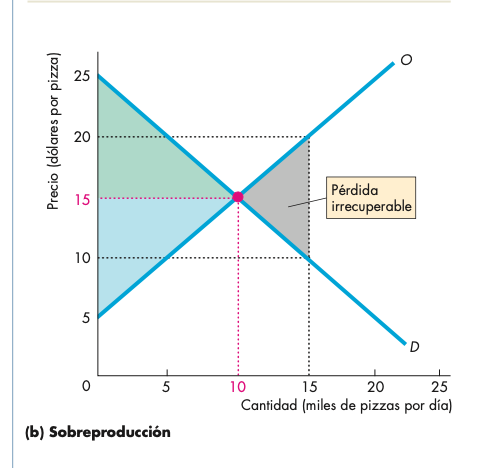 Precio (dólares por pizza)
25
20
15
10
5
0
O
D
Pérdida
irrecuperable
5
10
15
20
25
Cantidad (miles de pizzas por día)
(b) Sobreproducción